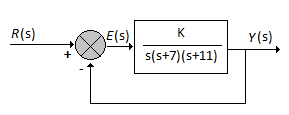 R(s)
E(s)
K
s(s+7)(s+11)
Y(s)
+
-